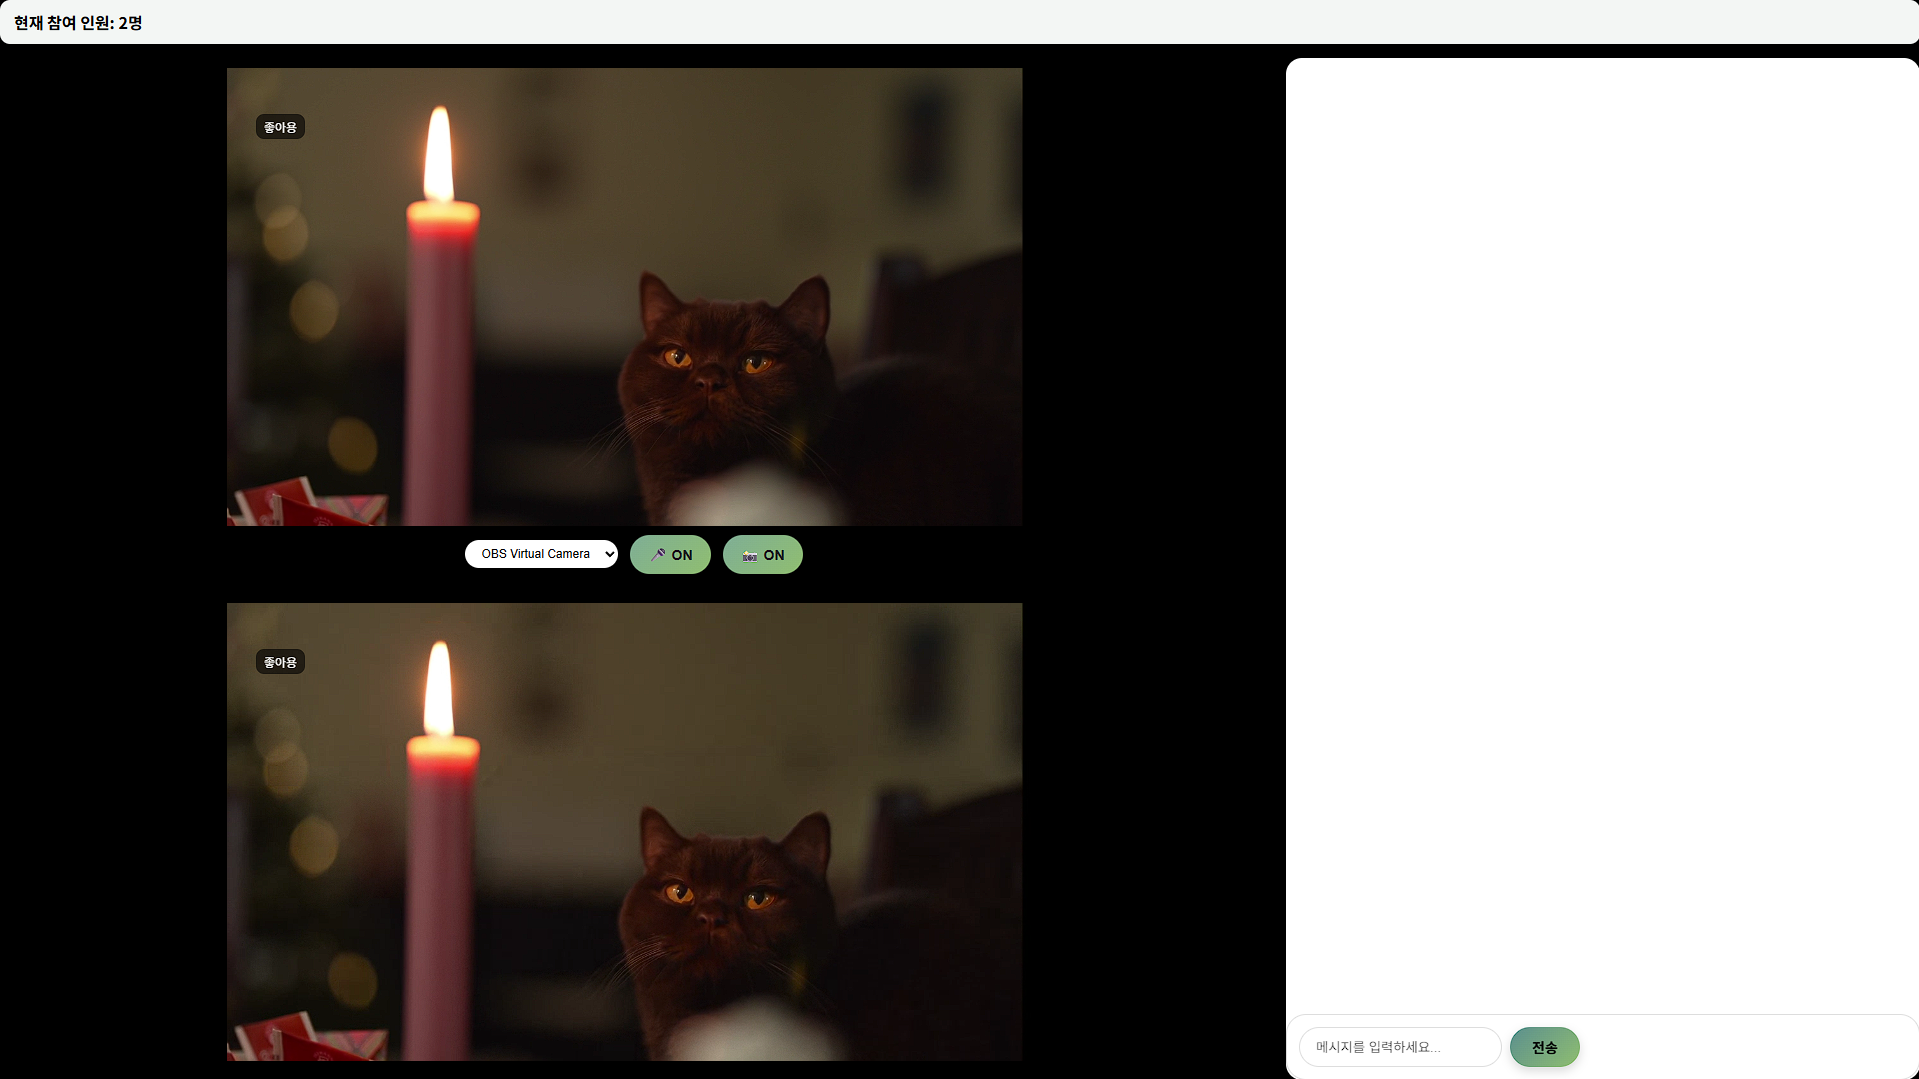 현재 참여 인원: 2명
좋아용
OBS Virtual Camera
🎤 ON
📷 ON
좋아용
메시지를 입력하세요...
전송